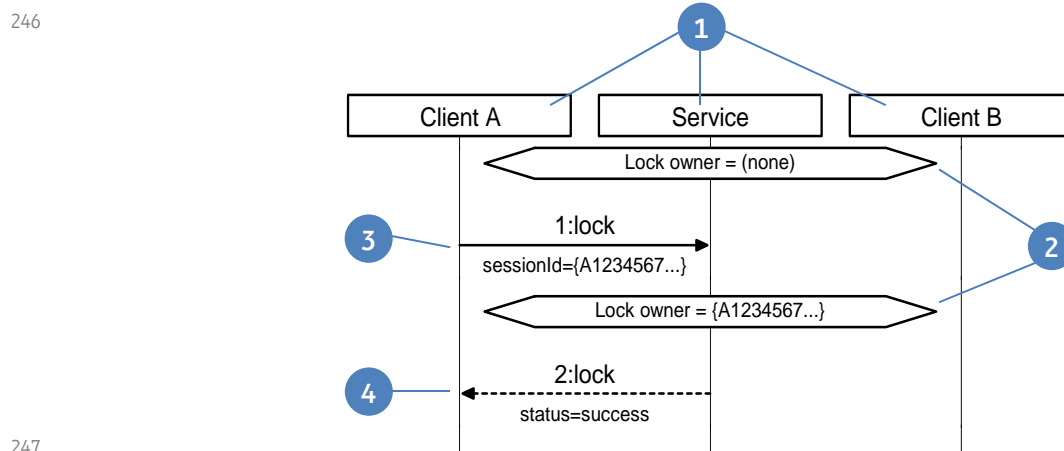 246
1
Client A Service Client B
Lock owner = (none)
1:lock
3
2
sessionId={A1234567...}
Lock owner = {A1234567...}
2:lock
4
status=success
247